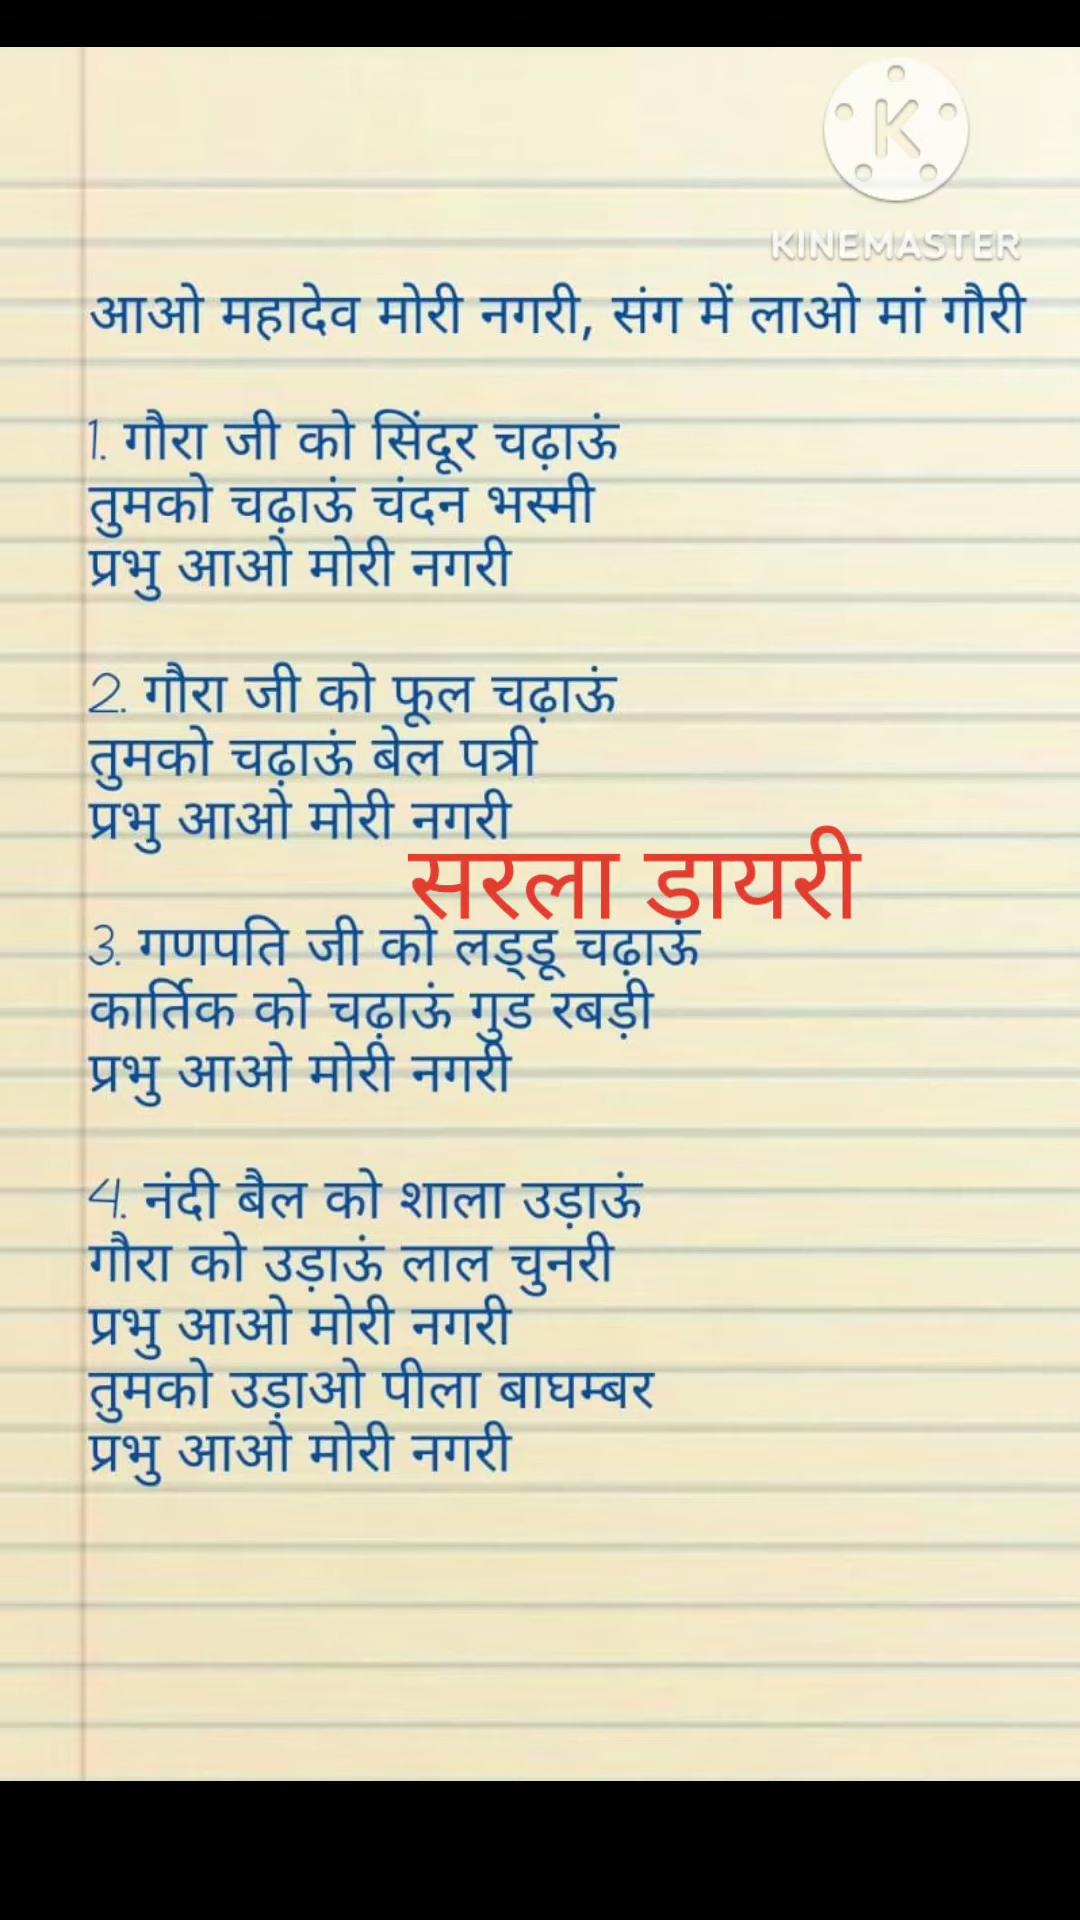 KINEMASTER
आओ महादेव मोरी नगरी, संग में लाओ मां गौरी
1. गौरा जी को सिंदूर चढ़ाऊं
तुमको चढ़ाऊं चंदन भस्मी
प्रभु आओ मोरी नगरी
2. गौरा जी को फूल चढ़ाऊं
तुमको चढ़ाऊं बेल पत्री
प्रभु आओ मोरी नगरी
सरला डायरी
3. गणपति जी को लड्डू चढ़ाऊं
कार्तिक को चढ़ाऊं गुड रबड़ी
प्रभु आओ मोरी नगरी
4. नंदी बैल को शाला उड़ाऊं
गौरा को उड़ाऊं लाल चुनरी
प्रभु आओ मोरी नगरी
तुमको उड़ाओ पीला बाघम्बर
प्रभु आओ मोरी नगरी